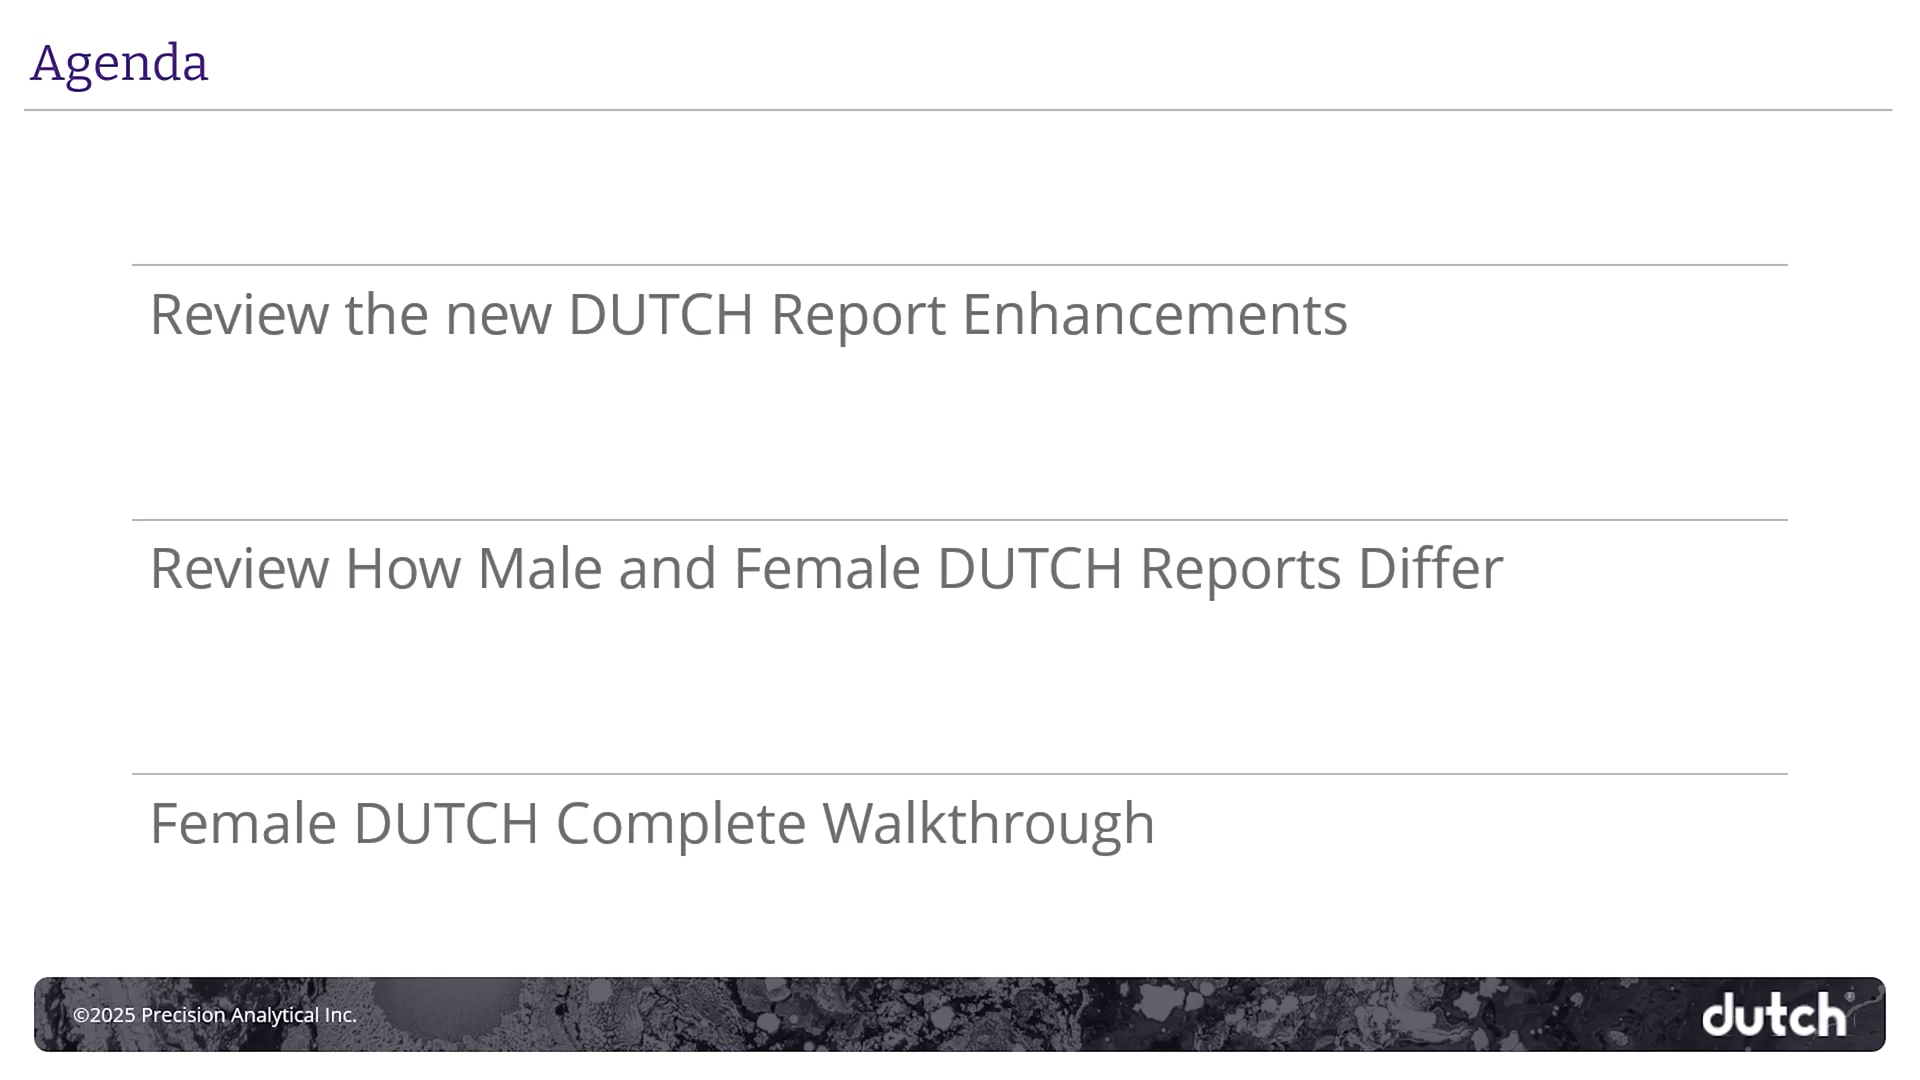 Agenda
Review the new DUTCH Report Enhancements
Review How Male and Female DUTCH Reports Differ
Female DUTCH Complete Walkthrough
©2025 Precision Analytical Inc.
dutch®